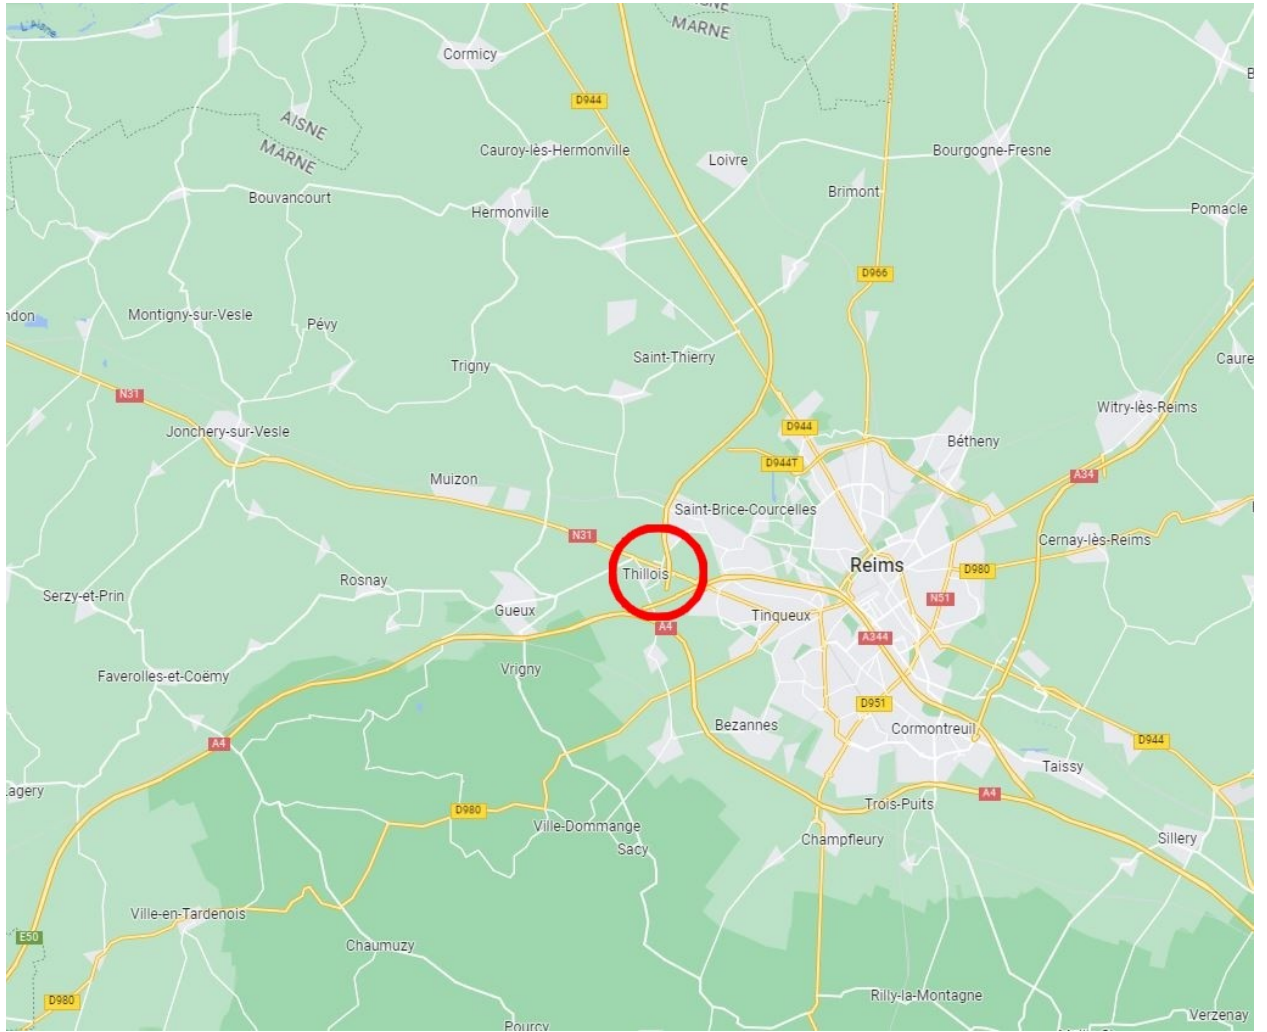 L'Aisne
AISNE
MARNE
Cormicy
D944
AISNE
MARNE
Cauroy-lès-Hermonville
Loivre
Bourgogne-Fresne
Bouvancourt
Brimont
Hermonville
Pomacle
D966
Montigny-sur-Vesle
Pévy
Saint-Thierry
Trigny
Caure
N31
Witry-lès-Reims
Jonchery-sur-Vesle
D944
Bétheny
D944T
Muizon
A34
Saint-Brice-Courcelles
N31
Cernay-lès-Reims
Reims
D980
Thillois
Rosnay
Serzy-et-Prin
Gueux
N51
Tinqueux
A4
A344
Vrigny
Faverolles-et-Coëmy
D951
Bezannes
Cormontreuil
A4
D944
Taissy
Lagery
A4
Trois-Puits
D980
Ville-Dommange
Champfleury
Sillery
Sacy
Ville-en-Tardenois
E50
Chaumuzy
D980
Rilly-la-Montagne
Verzenay
Pourcy